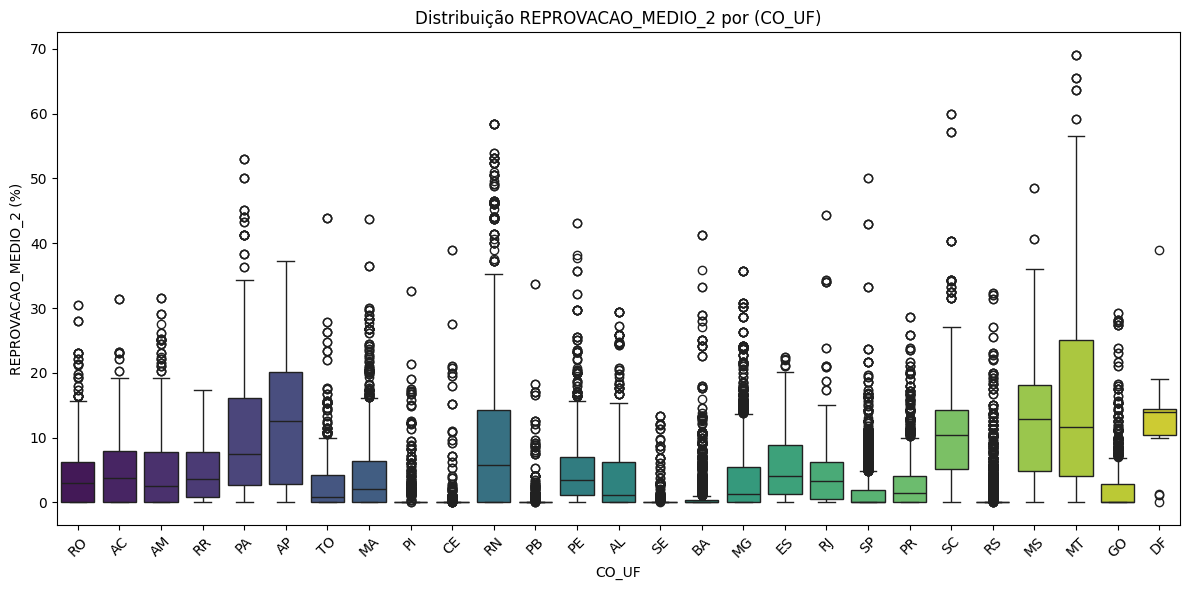 Distribuição REPROVACAO_MEDIO_2 por (CO_UF)
REPROVACAO_MEDIO_2 (%)
70
60
50
40
30
20
10
0
RO AC AM RR PA AP TO MA PI CE RN PB PE AL SE BA MG ES RJ SP PR SC RS MS MT GO DF
CO_UF